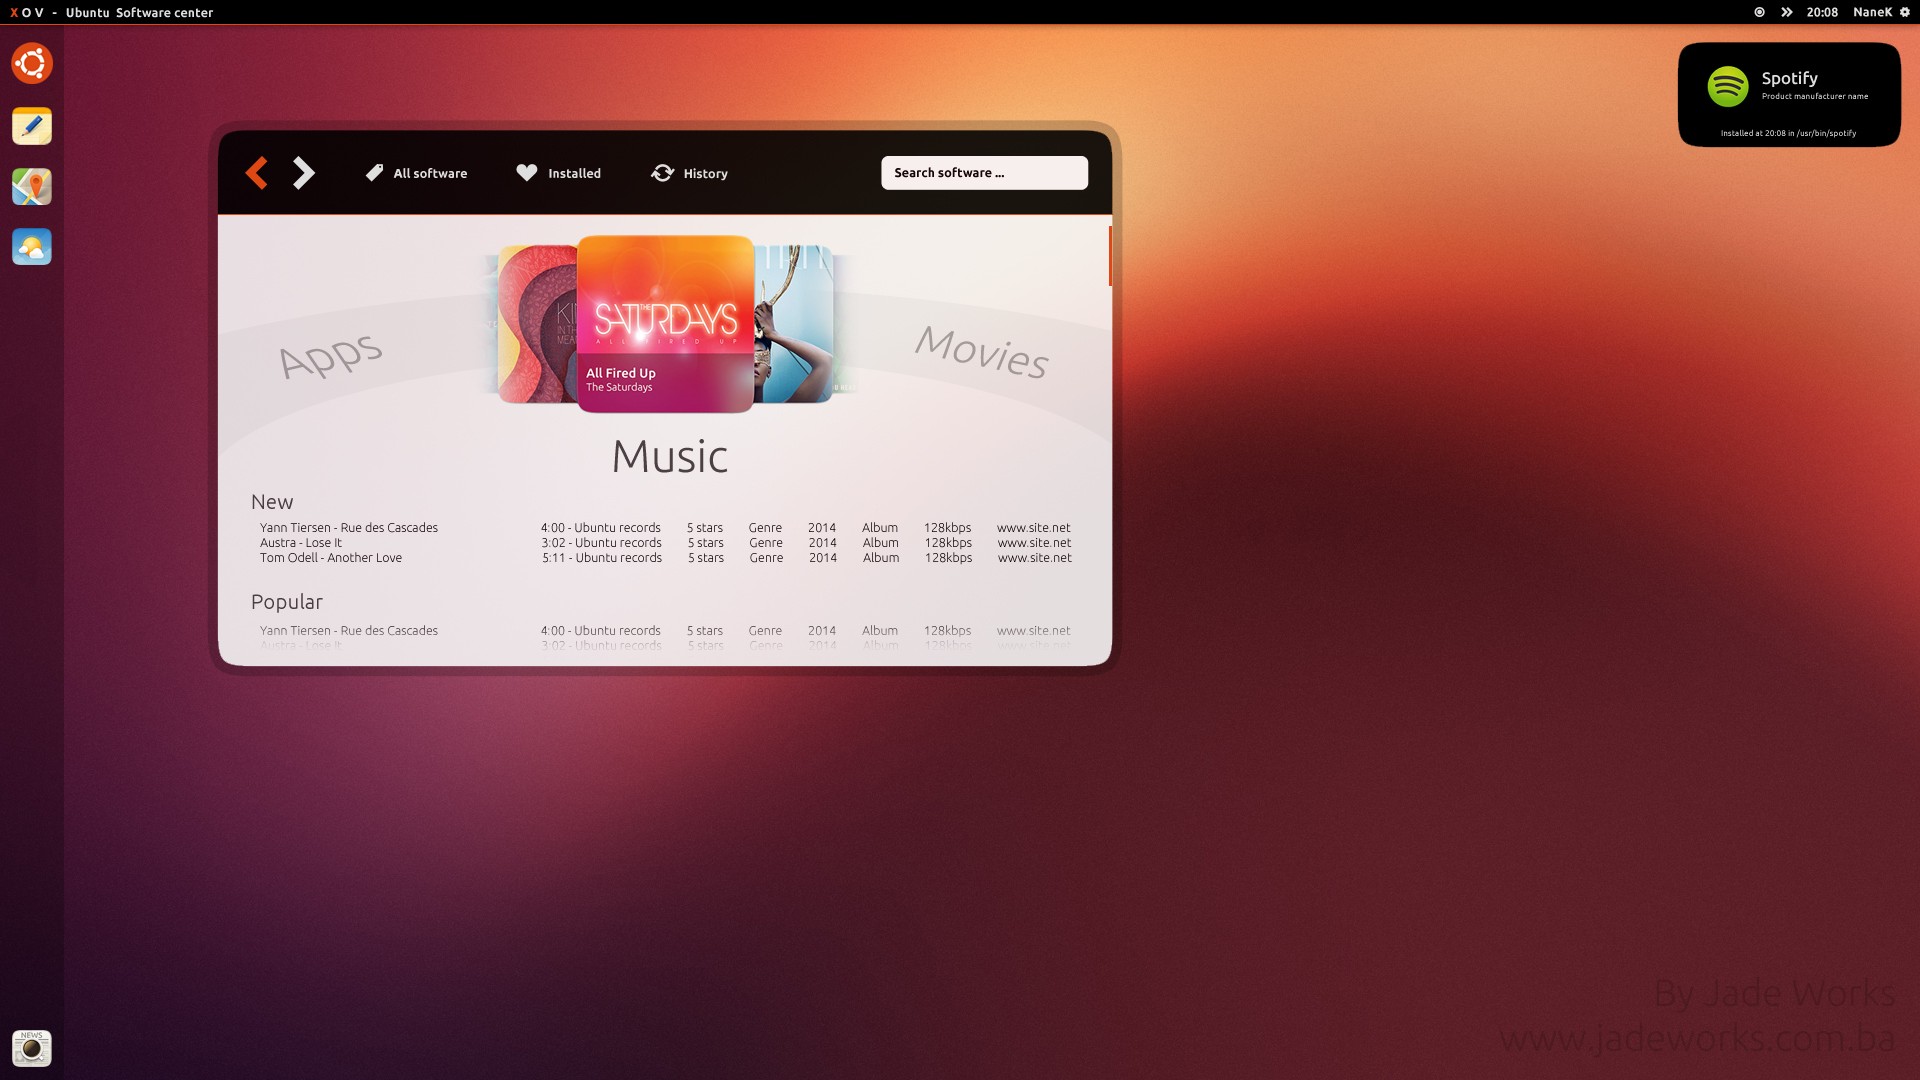 X O V - Ubuntu Software center
20:08 NaneK
Spotify
Product manufacturer name
Installed at 20:08 in /usr/bin/spotify
All software
Installed
History
Search software ...
Apps
THE
SATURDAYS
ALL FIRED UP
All Fired Up
The Saturdays
Movies
Music
New
Yann Tiersen - Rue des Cascades 4:00 - Ubuntu records 5 stars Genre 2014 Album 128kbps www.site.net
Austra - Lose It 3:02 - Ubuntu records 5 stars Genre 2014 Album 128kbps www.site.net
Tom Odell - Another Love 5:11 - Ubuntu records 5 stars Genre 2014 Album 128kbps www.site.net
Popular
Yann Tiersen - Rue des Cascades 4:00 - Ubuntu records 5 stars Genre 2014 Album 128kbps www.site.net
Austra - Lose It 3:02 - Ubuntu records 5 stars Genre 2014 Album 128kbps www.site.net
NEWS
By Jade Works
www.jadeworks.com.ba